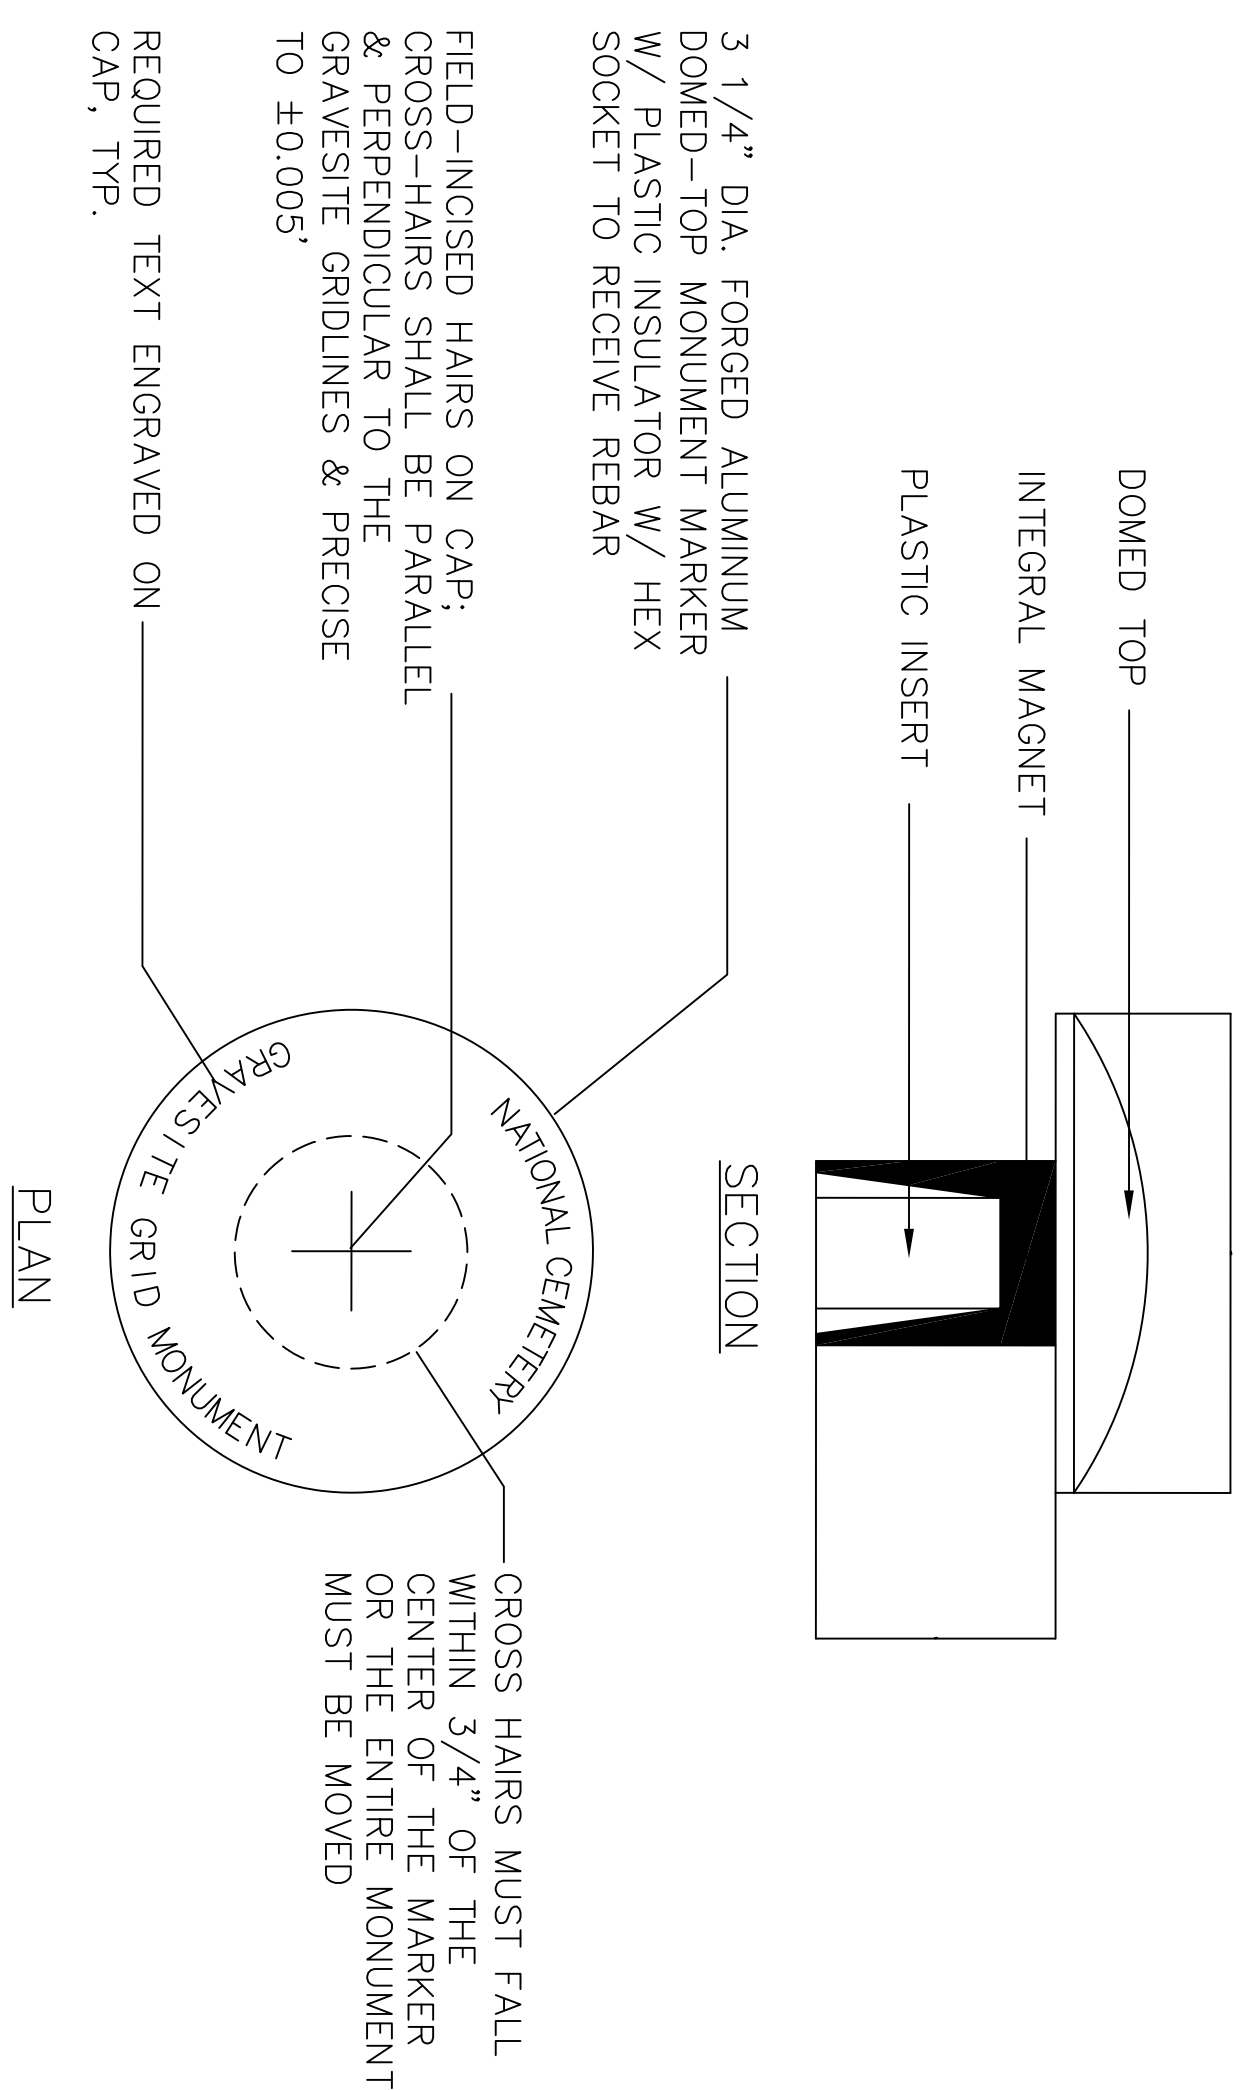 DOMED TOP
INTEGRAL MAGNET
PLASTIC INSERT
SECTION
3 1/4" DIA. FORGED ALUMINUM
DOMED-TOP MONUMENT MARKER
W/ PLASTIC INSULATOR W/ HEX
SOCKET TO RECEIVE REBAR
FIELD-INCISED HAIRS ON CAP;
CROSS-HAIRS SHALL BE PARALLEL
& PERPENDICULAR TO THE
GRAVESITE GRIDLINES & PRECISE
TO ±0.005'
REQUIRED TEXT ENGRAVED ON
CAP, TYP.
NATIONAL CEMETERY
GRAVESITE GRID MONUMENT
CROSS HAIRS MUST FALL
WITHIN 3/4" OF THE
CENTER OF THE MARKER
OR THE ENTIRE MONUMENT
MUST BE MOVED
PLAN